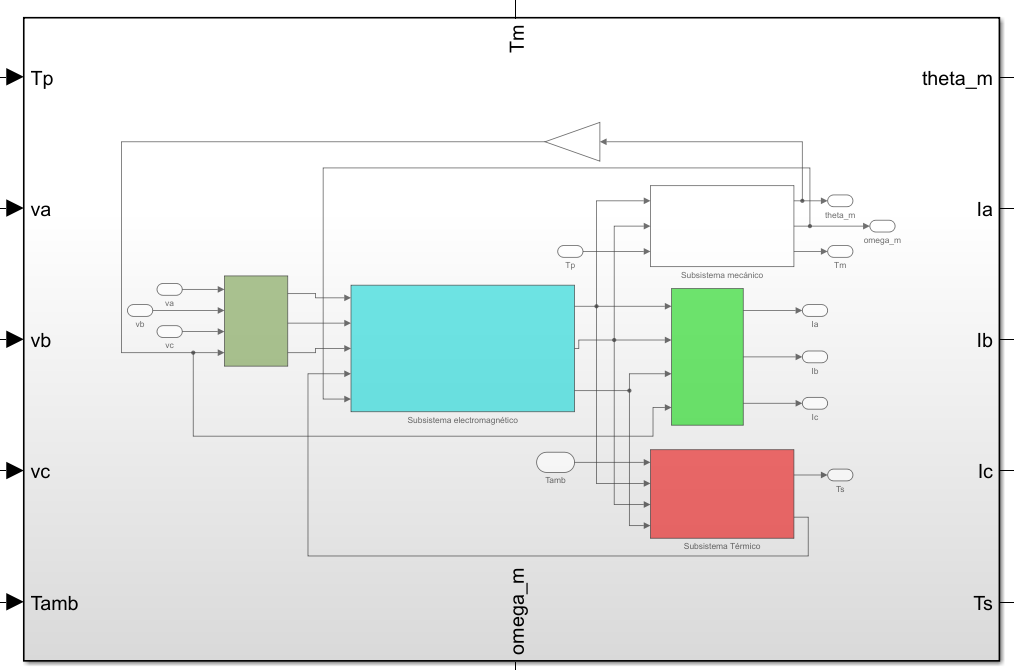 Tm
Tp
theta_m
va
Ia
theta_m
omega_m
Tp
Tm
Subsistema mecánico
va
vb
vc
Ia
vb
Ib
Ib
Ic
Subsistema electromagnético
vc
Ic
Tamb
Ts
Subsistema Térmico
Tamb
omega_m
Ts